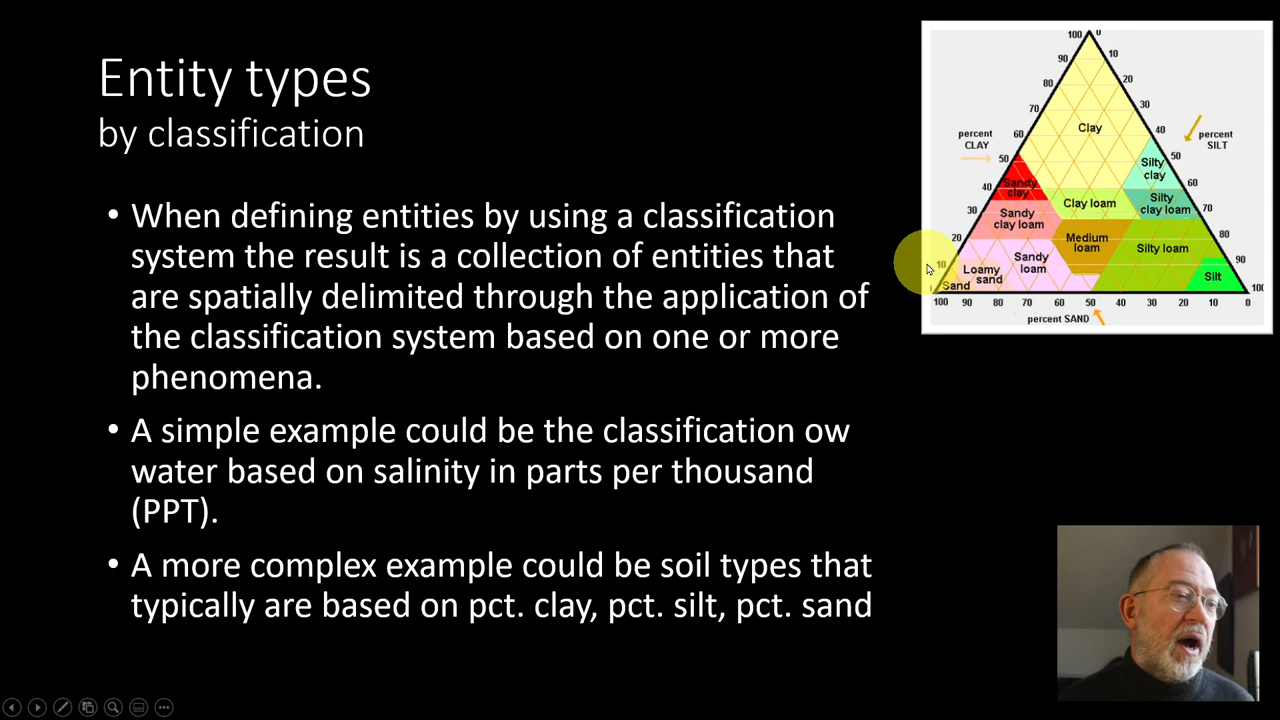 Entity types
by classification
• When defining entities by using a classification
system the result is a collection of entities that
are spatially delimited through the application of
the classification system based on one or more
phenomena.
• A simple example could be the classification ow
water based on salinity in parts per thousand
(PPT).
• A more complex example could be soil types that
typically are based on pct. clay, pct. silt, pct. sand
100 0
90 10
80 20
70 30
60 40
percent
CLAY
percent
SILT
50 50
40 60
30 70
20 80
10 90
100
Clay
Silty
clay
Sandy
clay
Clay loam
Silty
clay loam
Sandy
clay loam
Medium
loam
Silty loam
Sandy
loam
Loamy
sand
Sand
Silt
100 90 80 70 60 50 40 30 20 10 0
percent SAND